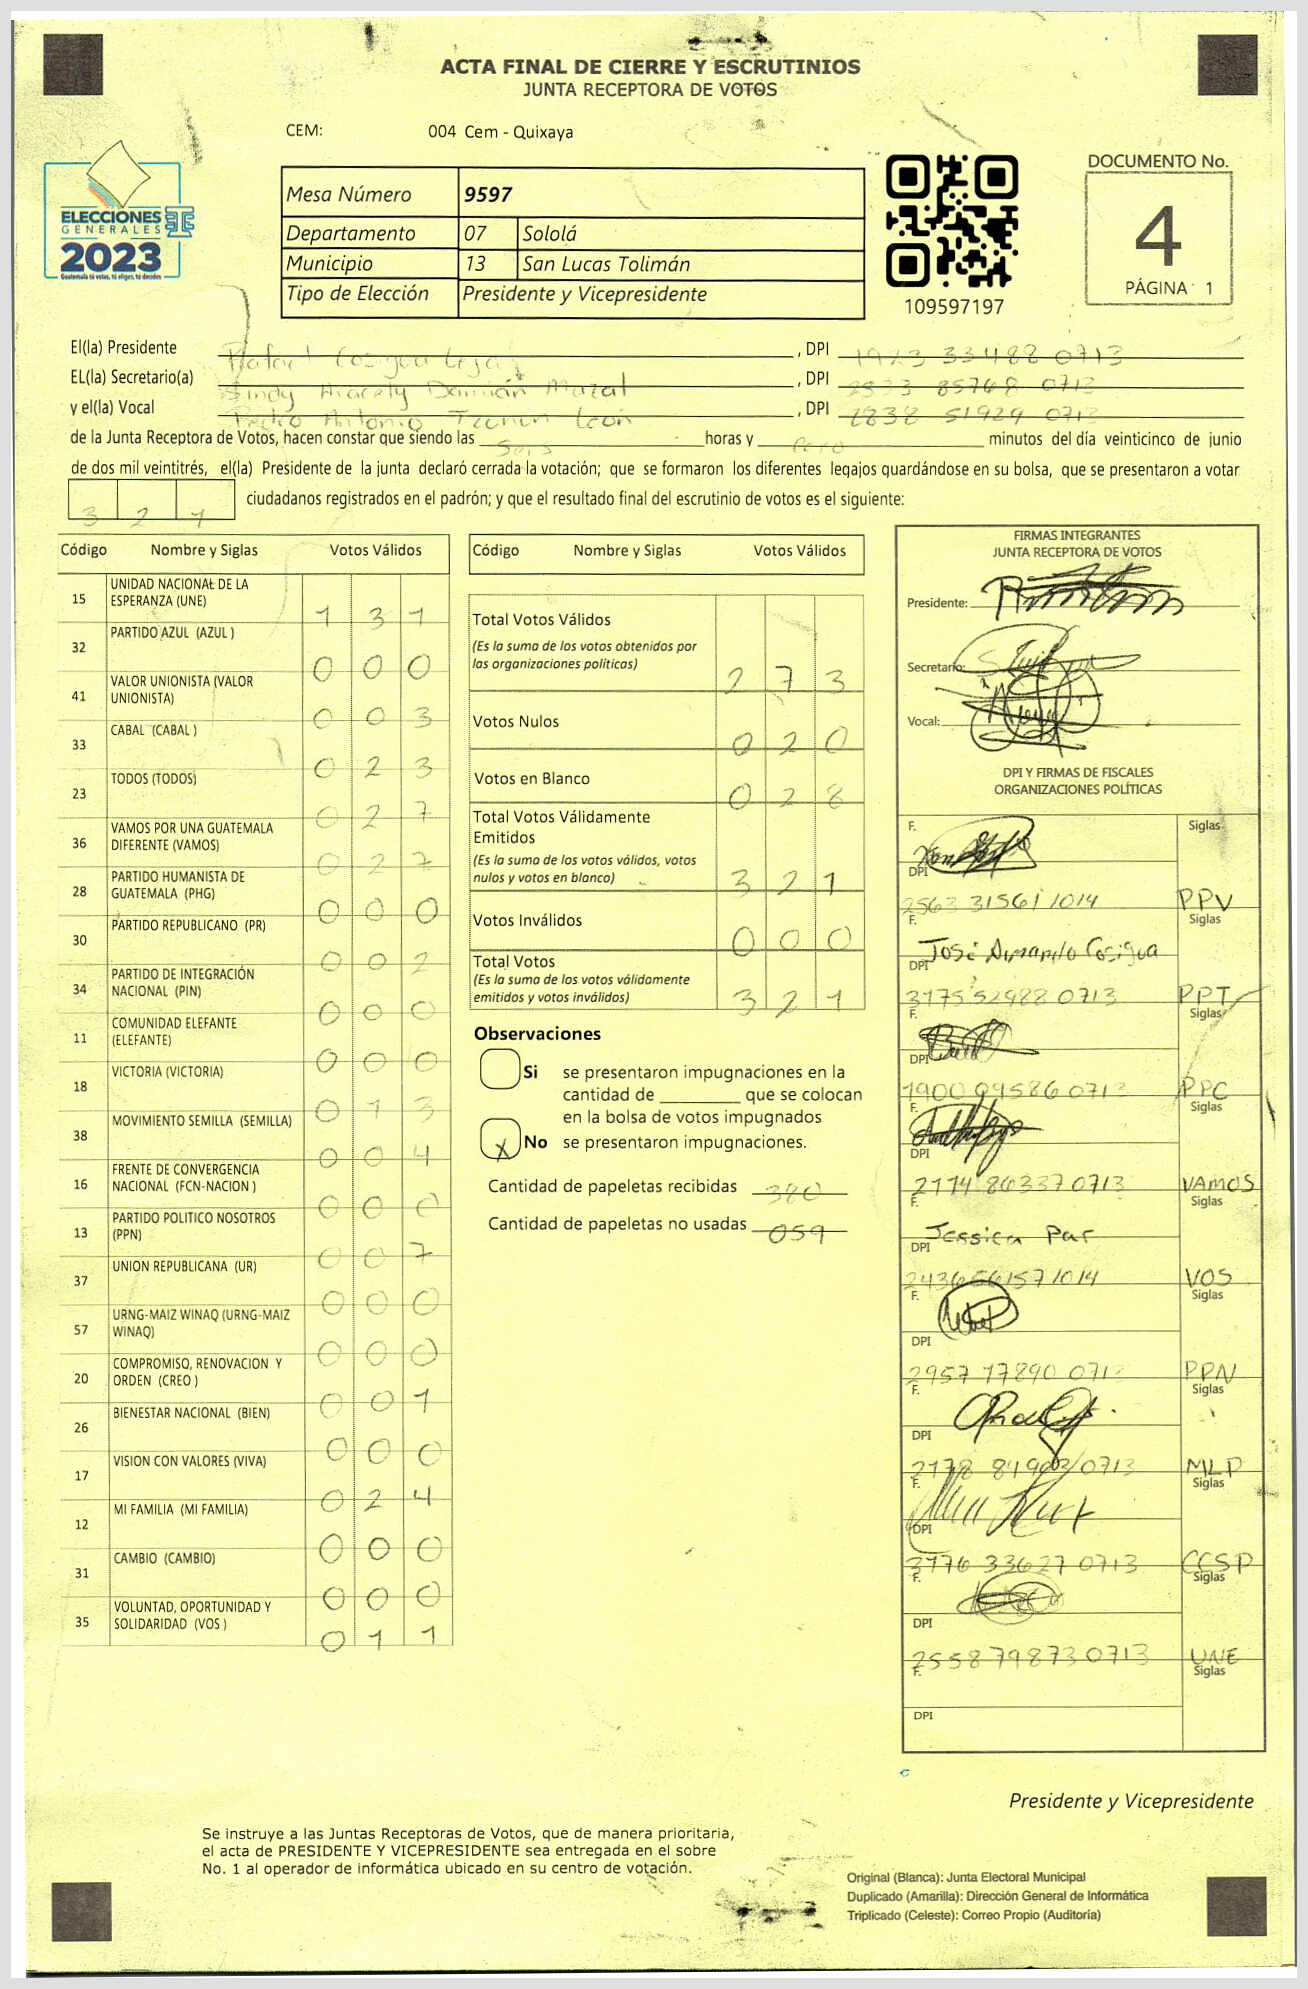 ACTA FINAL DE CIERRE Y ESCRUTINIOS
JUNTA RECEPTORA DE VOTOS
CEM: 004 Cem - Quixaya
ELECCIONES
GENERALES
2023
Guatemala tú votas, tú eliges, tú decides
Mesa Número 9597
Departamento 07 Sololá
Municipio 13 San Lucas Tolimán
Tipo de Elección Presidente y Vicepresidente
109597197
DOCUMENTO No.
4
PÁGINA 1
El(la) Presidente Rafael Cosigua , DPI 1923 33488 0713
EL(la) Secretario(a) Sindy Aracely Damián , DPI 85768 0713
y el(la) Vocal Pedro Antonio León , DPI 2838 51929 0713
de la Junta Receptora de Votos, hacen constar que siendo las Seis horas y cero minutos del día veinticinco de junio
de dos mil veintitrés, el(la) Presidente de la junta declaró cerrada la votación; que se formaron los diferentes legajos quardándose en su bolsa, que se presentaron a votar
3 2 1 ciudadanos registrados en el padrón; y que el resultado final del escrutinio de votos es el siguiente:
Código Nombre y Siglas Votos Válidos
15 UNIDAD NACIONAL DE LA ESPERANZA (UNE) 1 3 1
32 PARTIDO AZUL (AZUL ) 0 0 0
41 VALOR UNIONISTA (VALOR UNIONISTA) 0 0 3
33 CABAL (CABAL ) 0 2 3
23 TODOS (TODOS) 0 2 7
36 VAMOS POR UNA GUATEMALA DIFERENTE (VAMOS) 0 2 7
28 PARTIDO HUMANISTA DE GUATEMALA (PHG) 0 0 0
30 PARTIDO REPUBLICANO (PR) 0 0 2
34 PARTIDO DE INTEGRACIÓN NACIONAL (PIN) 0 0 0
11 COMUNIDAD ELEFANTE (ELEFANTE) 0 0 0
18 VICTORIA (VICTORIA) 0 1 3
38 MOVIMIENTO SEMILLA (SEMILLA) 0 0 4
16 FRENTE DE CONVERGENCIA NACIONAL (FCN-NACION ) 0 0 0
13 PARTIDO POLITICO NOSOTROS (PPN) 0 0 7
37 UNION REPUBLICANA (UR) 0 0 0
57 URNG-MAIZ WINAQ (URNG-MAIZ WINAQ) 0 0 0
20 COMPROMISO, RENOVACION Y ORDEN (CREO ) 0 0 1
26 BIENESTAR NACIONAL (BIEN) 0 0 0
17 VISION CON VALORES (VIVA) 0 2 4
12 MI FAMILIA (MI FAMILIA) 0 0 0
31 CAMBIO (CAMBIO) 0 0 0
35 VOLUNTAD, OPORTUNIDAD Y SOLIDARIDAD (VOS ) 0 1 1
Código Nombre y Siglas Votos Válidos
Total Votos Válidos
(Es la suma de los votos obtenidos por
las organizaciones políticas) 2 7 3
Votos Nulos 0 2 0
Votos en Blanco 0 2 8
Total Votos Válidamente
Emitidos
(Es la suma de los votos válidos, votos
nulos y votos en blanco) 3 2 1
Votos Inválidos 0 0 0
Total Votos
(Es la suma de los votos válidamente
emitidos y votos inválidos) 3 2 1
Observaciones
Si se presentaron impugnaciones en la
cantidad de ________ que se colocan
en la bolsa de votos impugnados
X No se presentaron impugnaciones.
Cantidad de papeletas recibidas 380
Cantidad de papeletas no usadas 059
FIRMAS INTEGRANTES
JUNTA RECEPTORA DE VOTOS
Presidente:
Secretario:
Vocal:
DPI Y FIRMAS DE FISCALES
ORGANIZACIONES POLÍTICAS
F. Siglas
DPI 2563 31561 1014 PPV
F. José Armando Cosigua Siglas
DPI 3175 52988 0713 PPT
F. Siglas
DPI 1900 99586 0713 PPC
F. Siglas
DPI 2774 86337 0713 VAMOS
F. Jessica Par Siglas
DPI 2436 56157 1014 VOS
F. Siglas
DPI 2957 17890 0713 PPN
F. Siglas
DPI 2178 0713 MLP
F. Siglas
DPI 3176 33627 0713 CCSP
F. Siglas
DPI 2558 79873 0713 UNE
F. Siglas
DPI
Presidente y Vicepresidente
Se instruye a las Juntas Receptoras de Votos, que de manera prioritaria,
el acta de PRESIDENTE Y VICEPRESIDENTE sea entregada en el sobre
No. 1 al operador de informática ubicado en su centro de votación.
Original (Blanca): Junta Electoral Municipal
Duplicado (Amarilla): Dirección General de Informática
Triplicado (Celeste): Correo Propio (Auditoría)